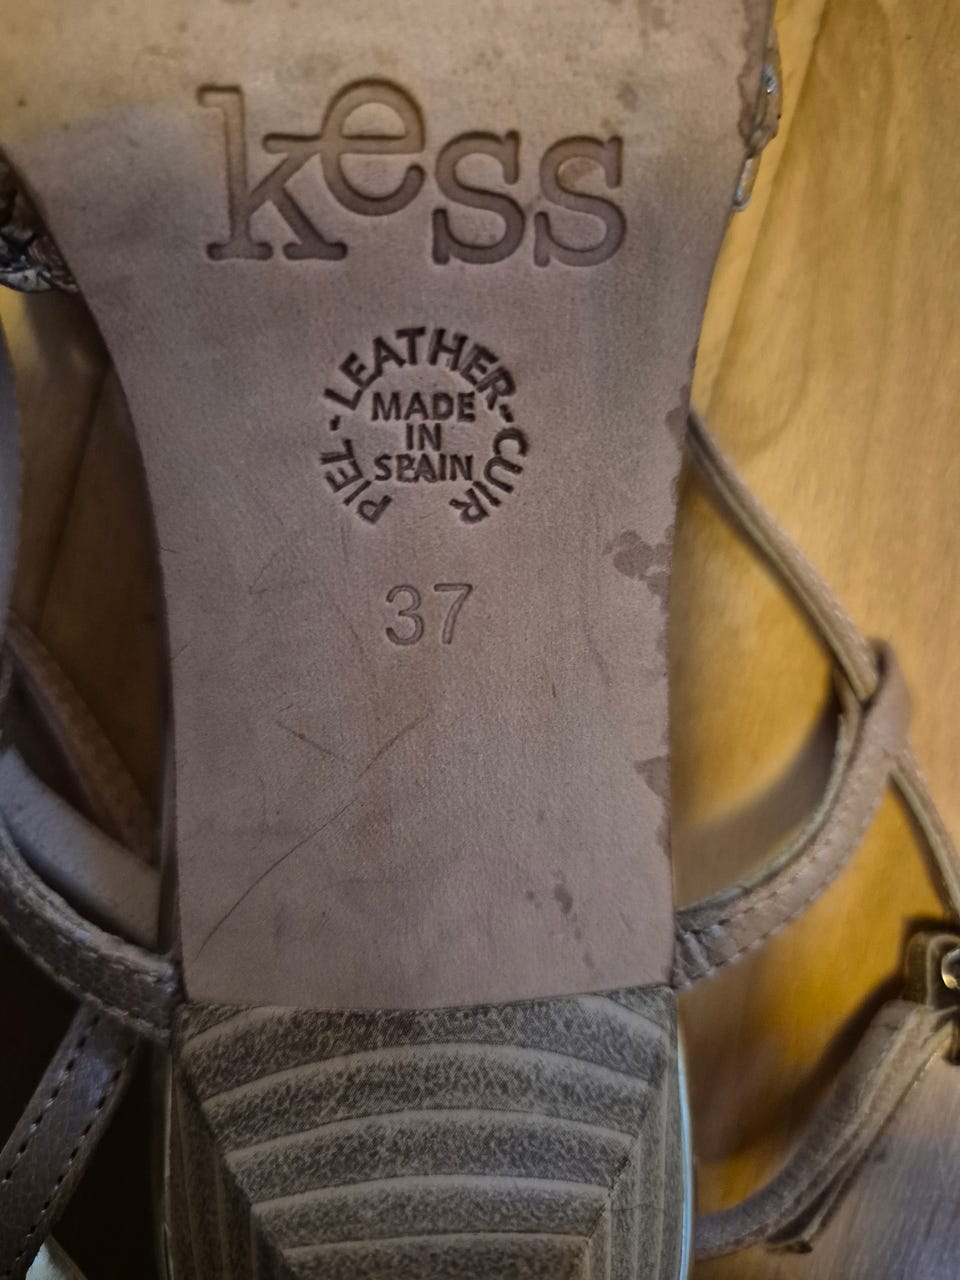 kess
PIEL-LEATHER-CUIR
MADE
IN
SPAIN
37